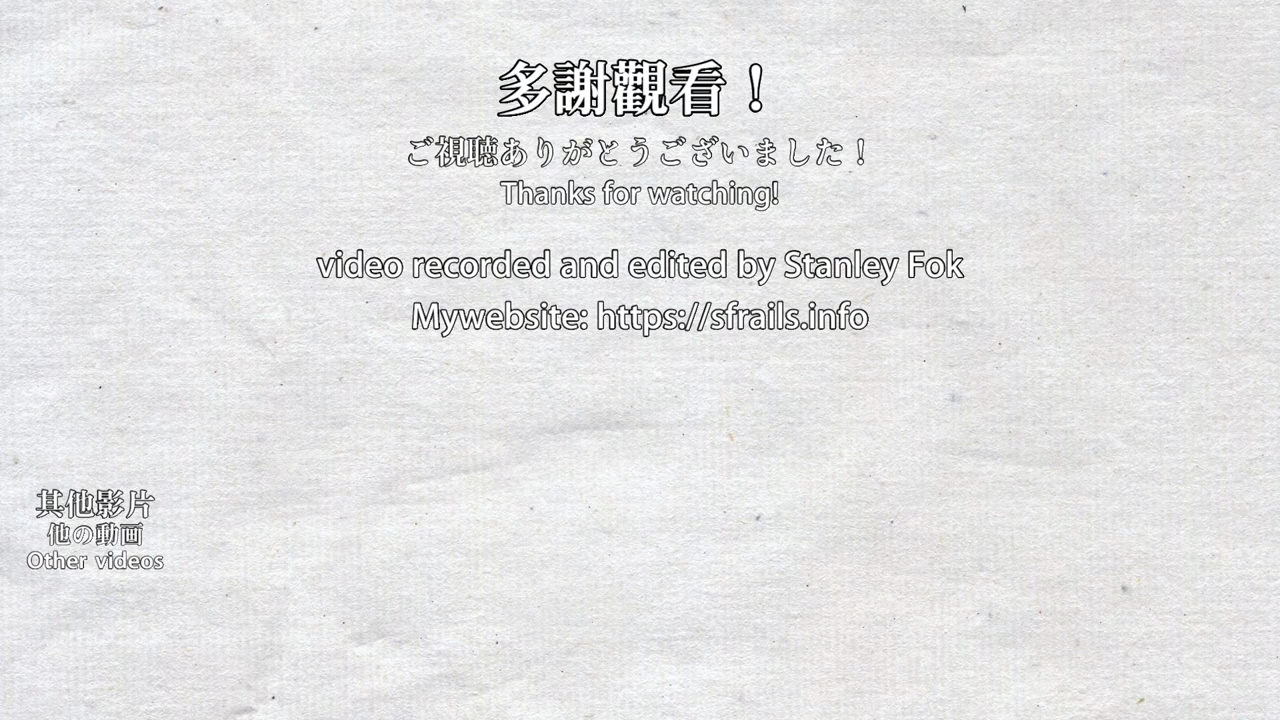 多謝觀看！
ご視聴ありがとうございました！
Thanks for watching!
video recorded and edited by Stanley Fok
Mywebsite: https://sfrails.info
其他影片
他の動画
Other videos